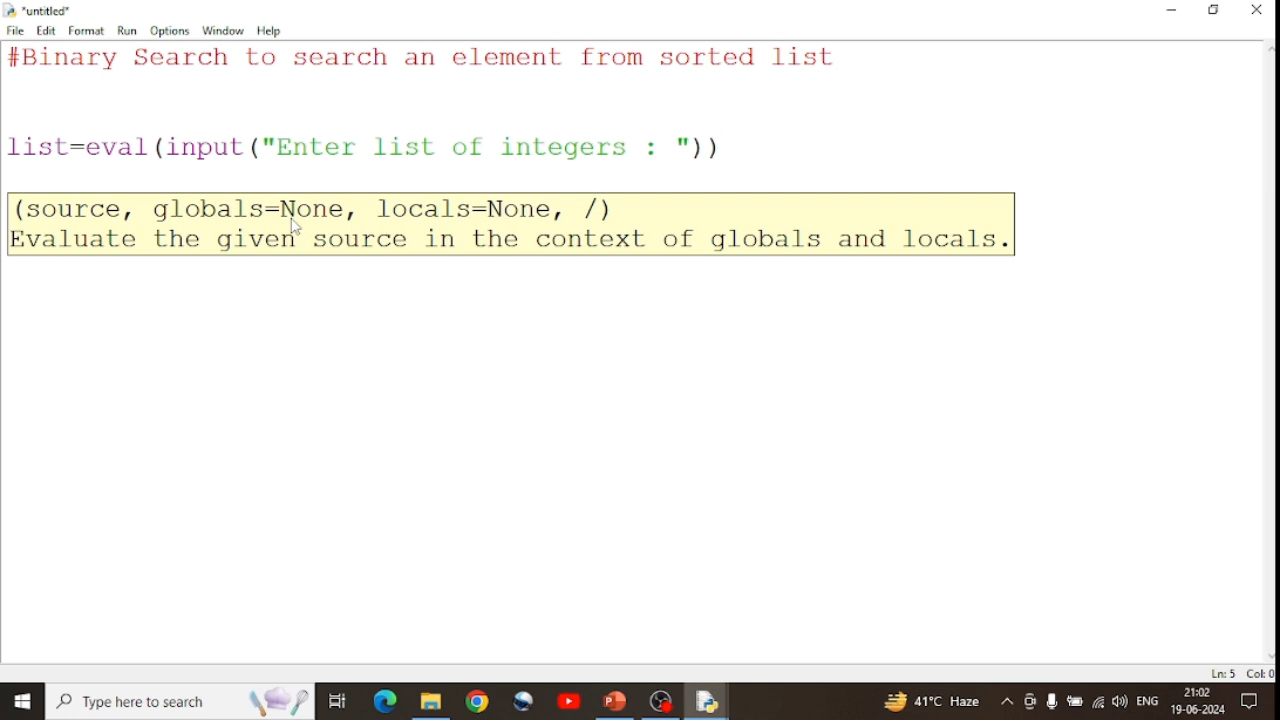 *untitled*
File Edit Format Run Options Window Help
#Binary Search to search an element from sorted list
list=eval(input("Enter list of integers : "))
(source, globals=None, locals=None, /)
Evaluate the given source in the context of globals and locals.
Ln: 5 Col: 0
Type here to search
41°C Haze
ENG
21:02
19-06-2024